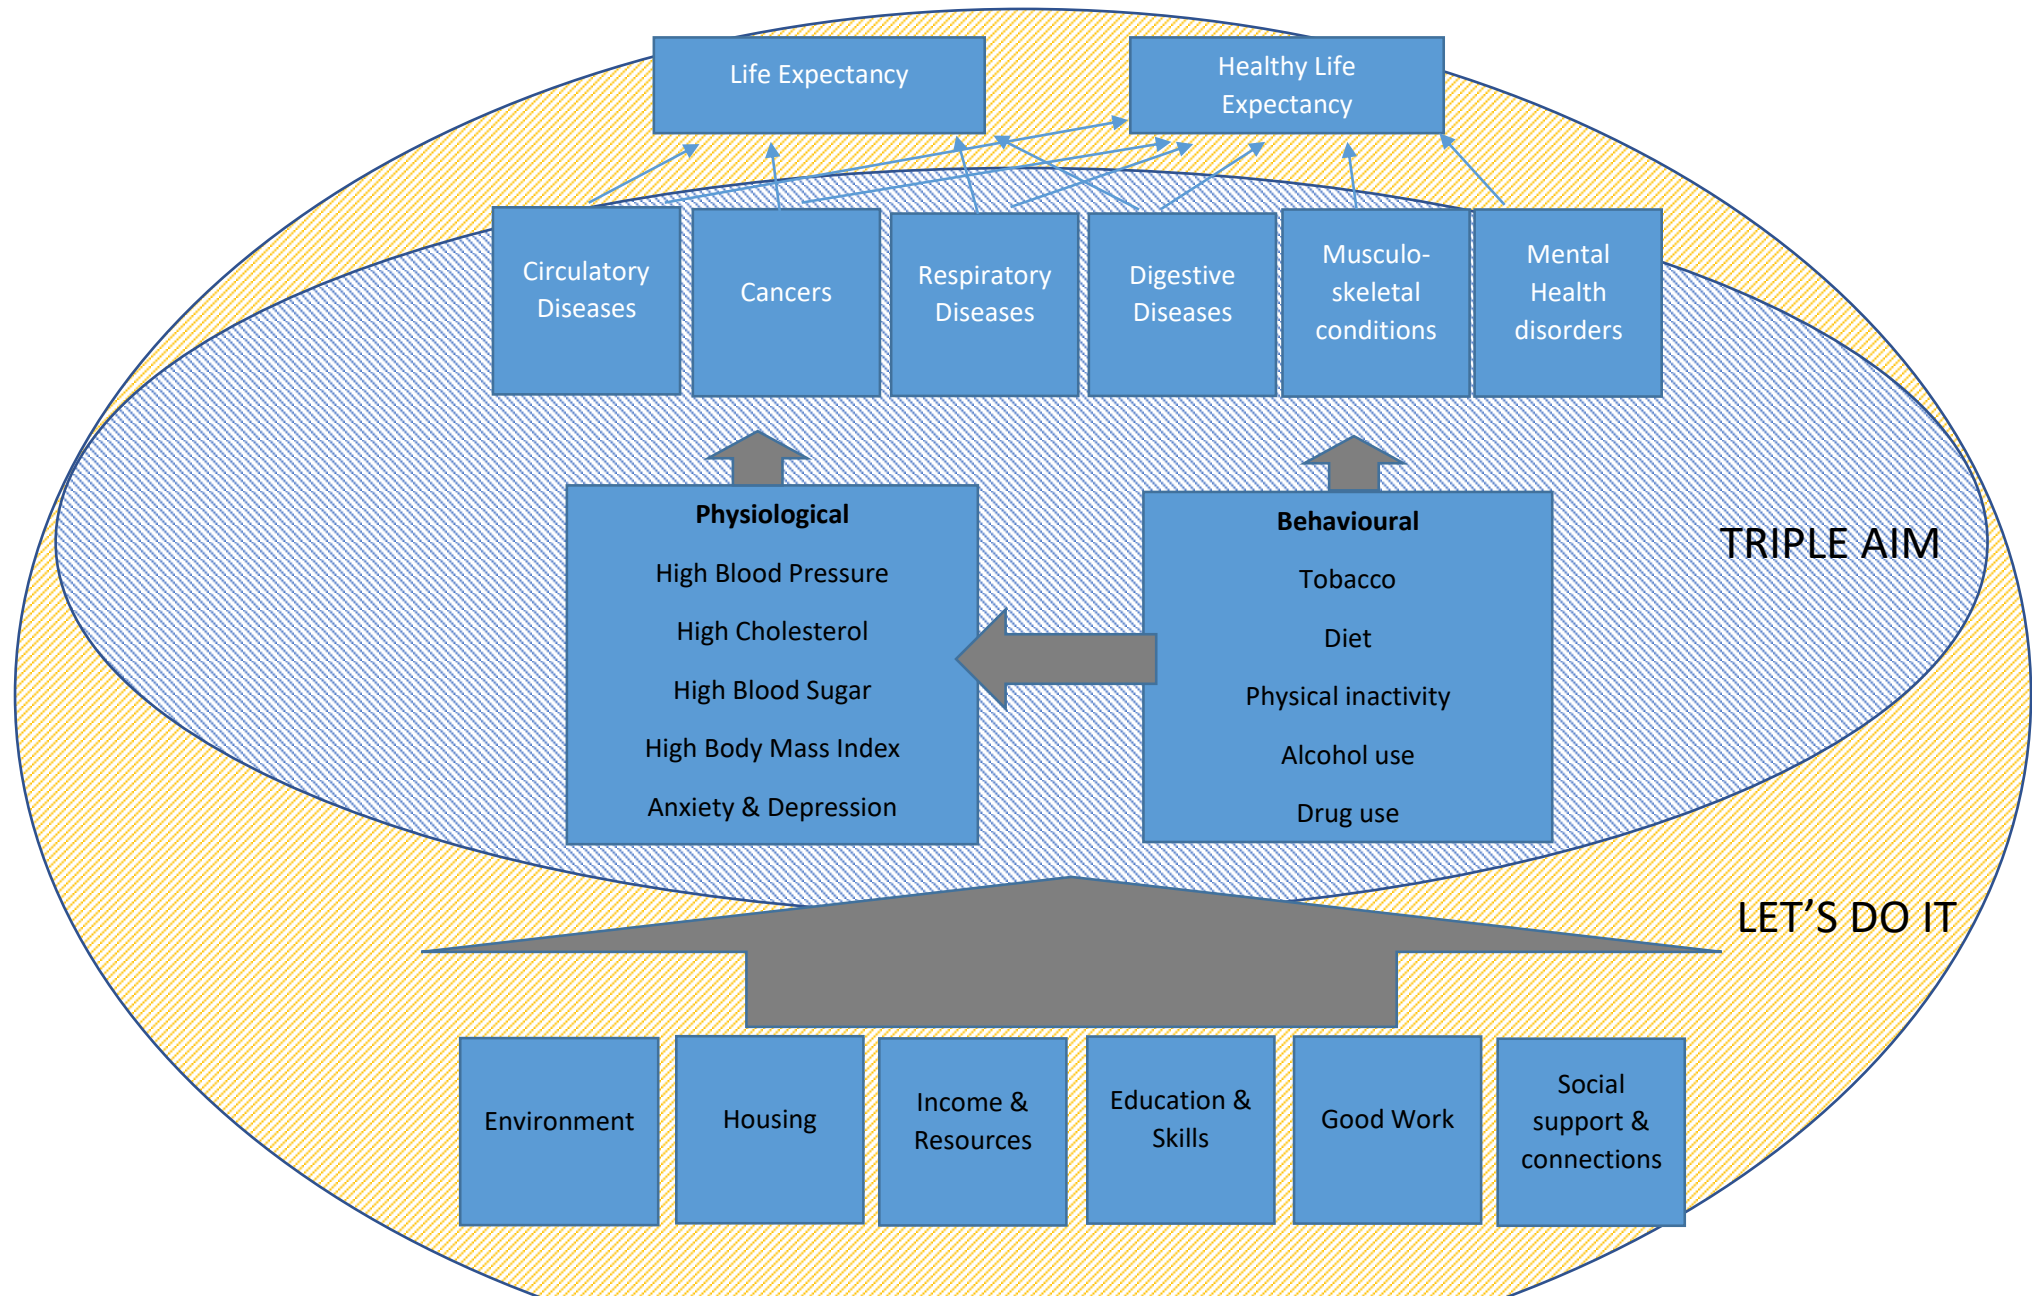 Life Expectancy
Healthy Life
Expectancy
Circulatory
Diseases
Cancers
Respiratory
Diseases
Digestive
Diseases
Musculo-
skeletal
conditions
Mental
Health
disorders
Physiological
High Blood Pressure
High Cholesterol
High Blood Sugar
High Body Mass Index
Anxiety & Depression
Behavioural
Tobacco
Diet
Physical inactivity
Alcohol use
Drug use
TRIPLE AIM
LET’S DO IT
Environment
Housing
Income &
Resources
Education &
Skills
Good Work
Social
support &
connections